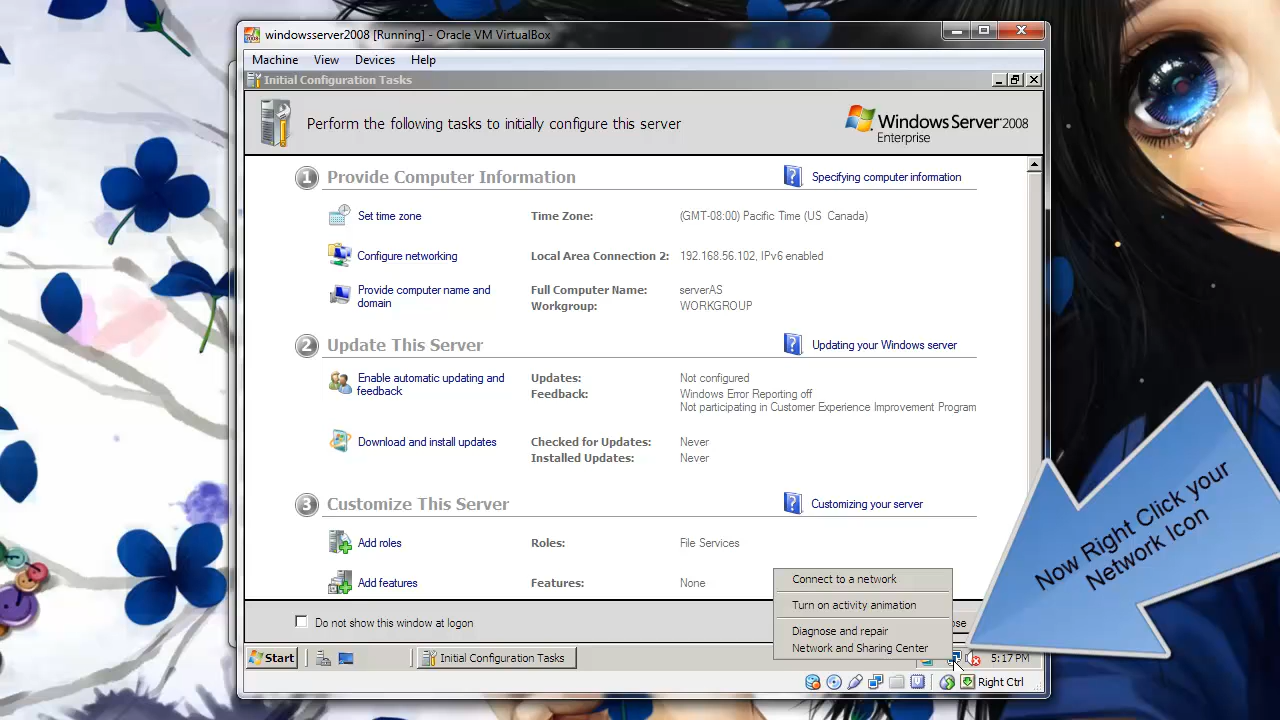 windowsserver2008 [Running] - Oracle VM VirtualBox
Machine View Devices Help
Initial Configuration Tasks
Perform the following tasks to initially configure this server
Windows Server 2008
Enterprise
1 Provide Computer Information
Specifying computer information
Set time zone
Time Zone: (GMT-08:00) Pacific Time (US Canada)
Configure networking
Local Area Connection 2: 192.168.56.102, IPv6 enabled
Provide computer name and
domain
Full Computer Name: serverAS
Workgroup: WORKGROUP
2 Update This Server
Updating your Windows server
Enable automatic updating and
feedback
Updates: Not configured
Feedback: Windows Error Reporting off
Not participating in Customer Experience Improvement Program
Download and install updates
Checked for Updates: Never
Installed Updates: Never
3 Customize This Server
Customizing your server
Add roles
Roles: File Services
Add features
Features: None
Connect to a network
Turn on activity animation
Diagnose and repair
Network and Sharing Center
Now Right Click your
Network Icon
Do not show this window at logon
Start
Initial Configuration Tasks
5:17 PM
Right Ctrl